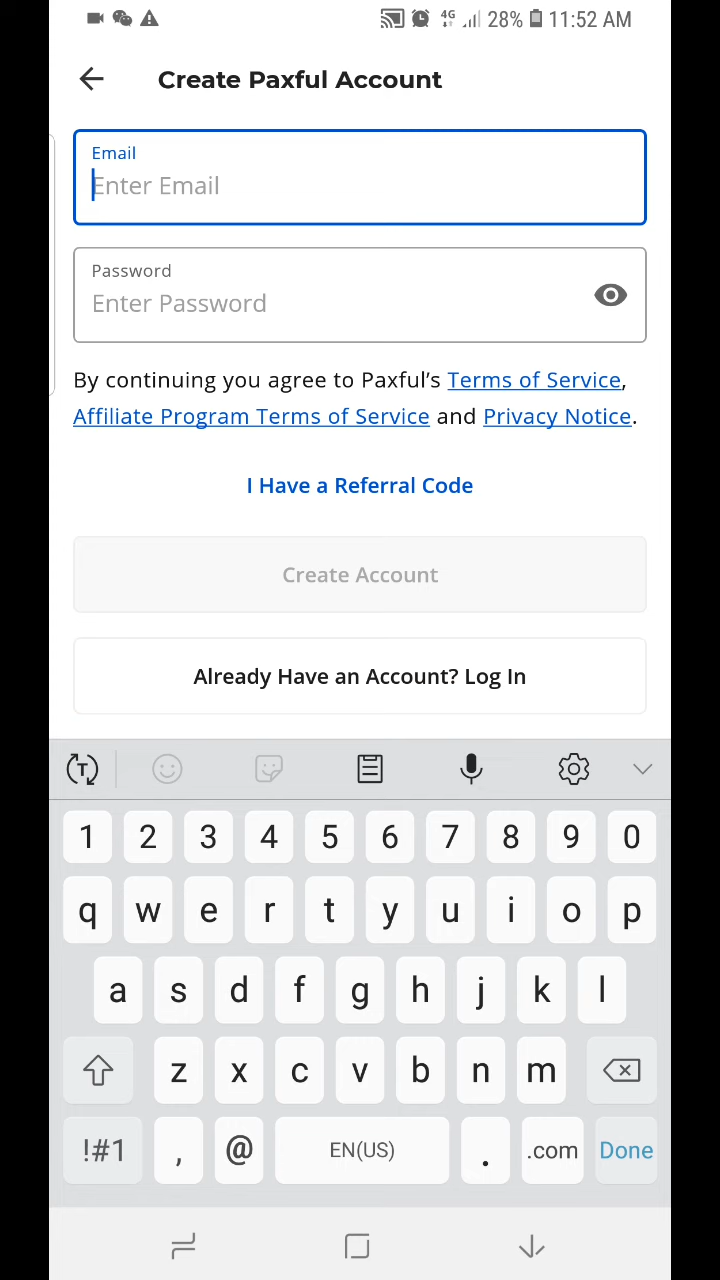 4G 28% 11:52 AM
Create Paxful Account
Email
Enter Email
Password
Enter Password
By continuing you agree to Paxful’s Terms of Service,
Affiliate Program Terms of Service and Privacy Notice.
I Have a Referral Code
Create Account
Already Have an Account? Log In
T
1 2 3 4 5 6 7 8 9 0
q w e r t y u i o p
a s d f g h j k l
z x c v b n m
!#1 , @ EN(US) . .com Done